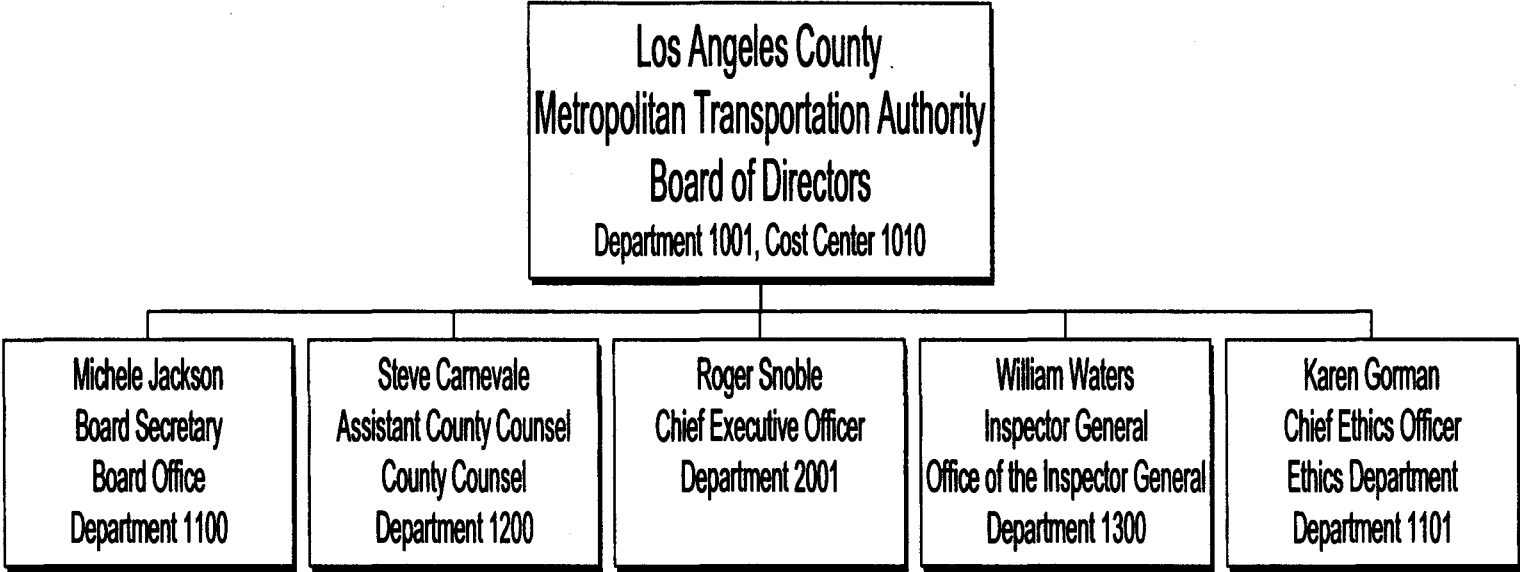 Los Angeles County
Metropolitan Transportation Authority
Board of Directors
Department 1001, Cost Center 1010
Michele Jackson
Board Secretary
Board Office
Department 1100
Steve Carnevale
Assistant County Counsel
County Counsel
Department 1200
Roger Snoble
Chief Executive Officer
Department 2001
William Waters
Inspector General
Office of the Inspector General
Department 1300
Karen Gorman
Chief Ethics Officer
Ethics Department
Department 1101